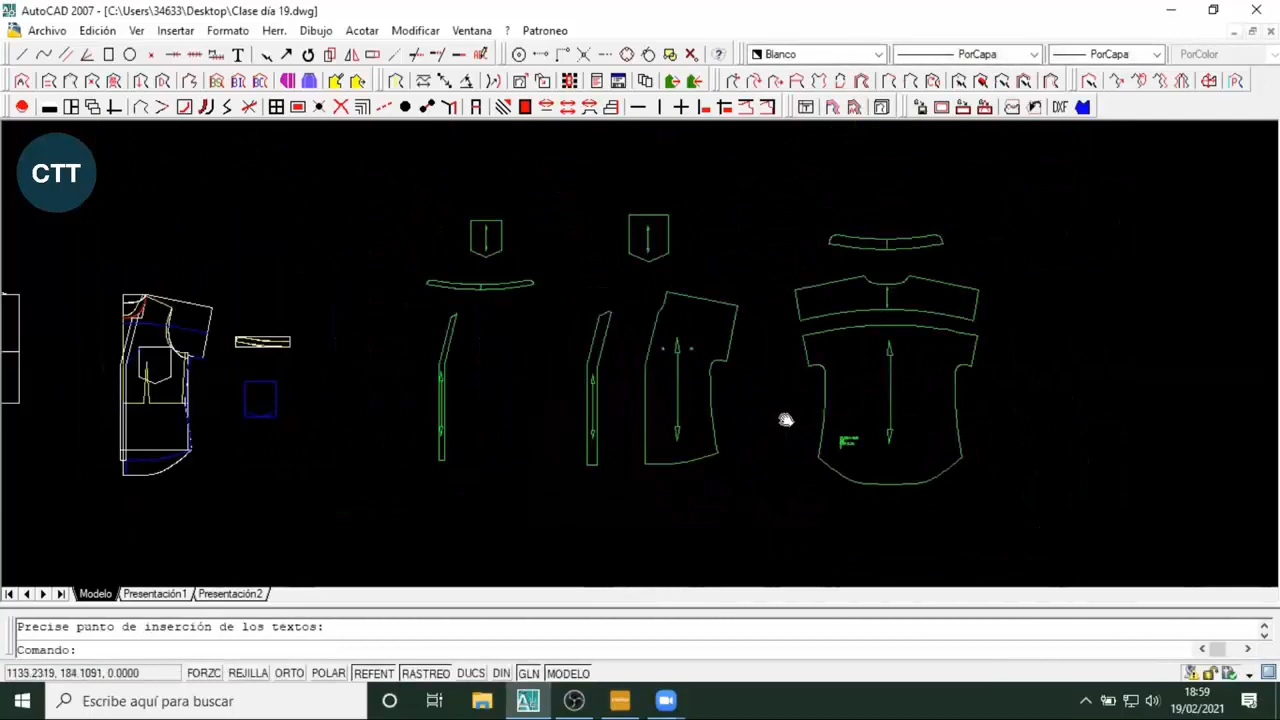 AutoCAD 2007 - [C:\Users\34633\Desktop\Clase día 19.dwg]
Archivo Edición Ver Insertar Formato Herr. Dibujo Acotar Modificar Ventana ? Patroneo
Blanco PorCapa PorCapa PorColor
DXF
CTT
Modelo Presentación1 Presentación2
Precise punto de inserción de los textos:
Comando:
1135.2319, 184.1091, 0.0000 FORZC REJILLA ORTO POLAR REFENT RASTREO DUCS DIN GLN MODELO
Escribe aquí para buscar
18:59
19/02/2021